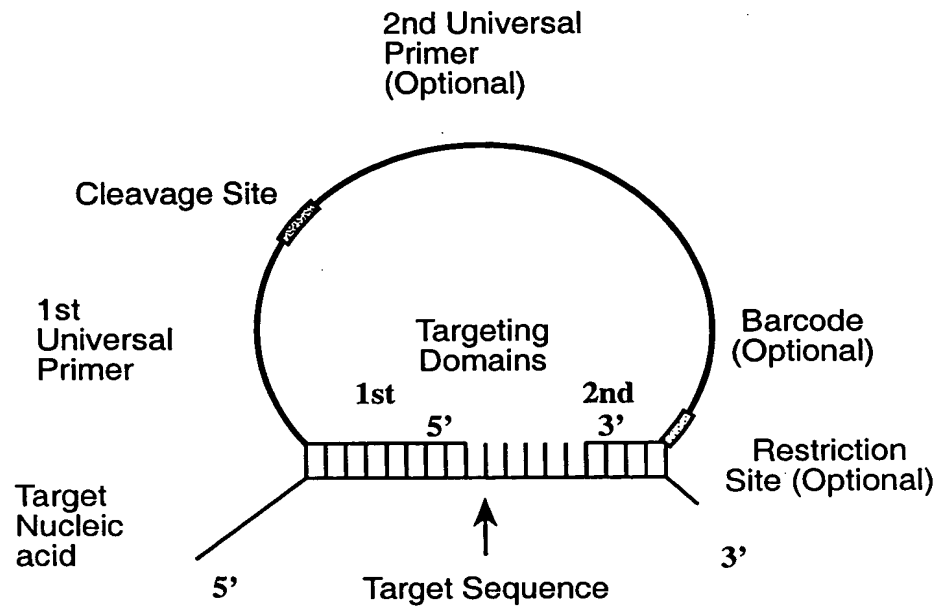 2nd Universal
Primer
(Optional)
Cleavage Site
1st
Universal
Primer
Targeting
Domains
Barcode
(Optional)
1st
2nd
5’
3’
Restriction
Site (Optional)
Target
Nucleic
acid
5’
Target Sequence
3’